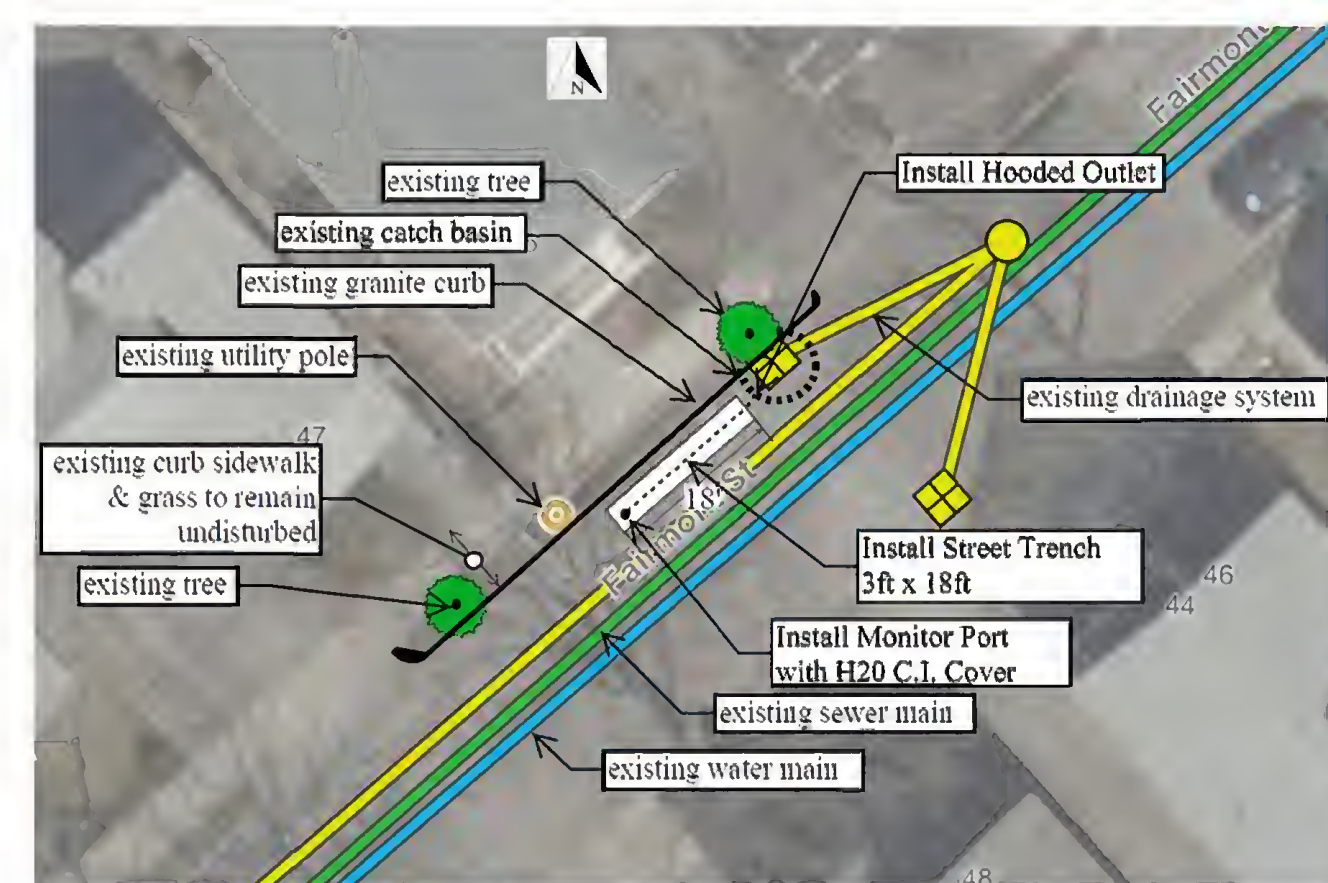 Fairmont
N
existing tree
Install Hooded Outlet
existing catch basin
existing granite curb
existing utility pole
existing drainage system
47
existing curb sidewalk
& grass to remain
undisturbed
18'
Fairmont St
Install Street Trench
3ft x 18ft
46
44
existing tree
Install Monitor Port
with H20 C.I. Cover
existing sewer main
existing water main
48